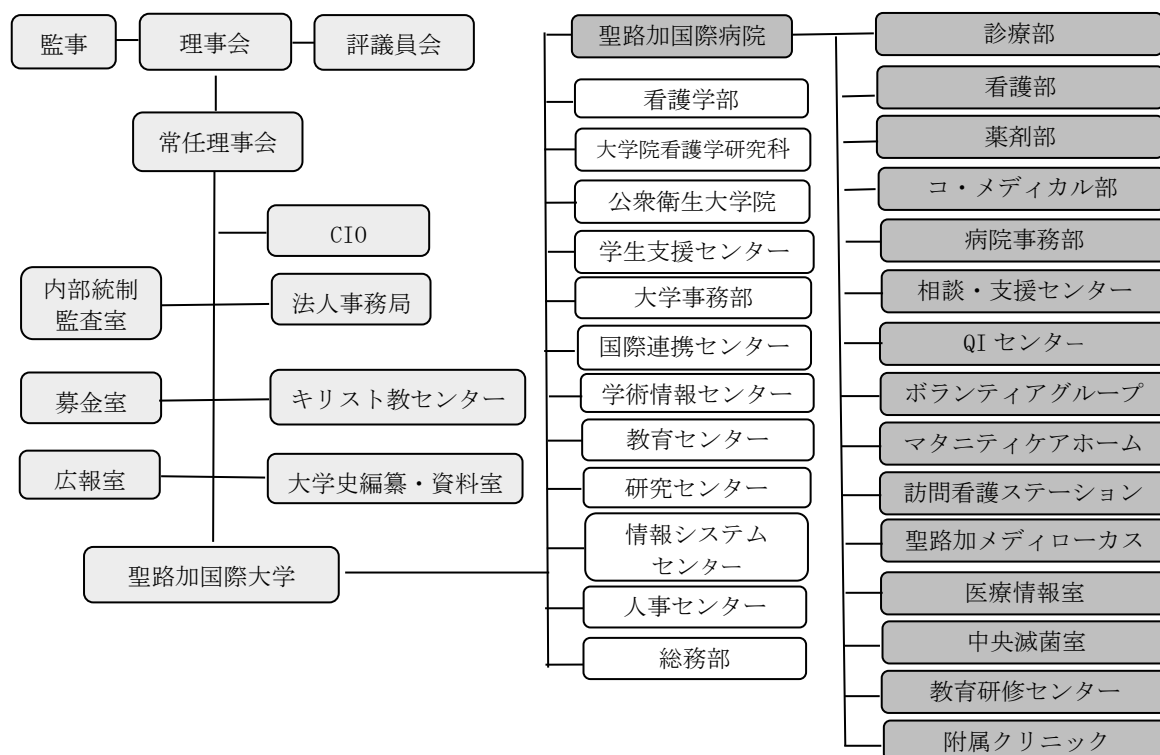 監事
理事会
評議員会
常任理事会
CIO
内部統制
監査室
法人事務局
募金室
キリスト教センター
広報室
大学史編纂・資料室
聖路加国際大学
聖路加国際病院
看護学部
大学院看護学研究科
公衆衛生大学院
学生支援センター
大学事務部
国際連携センター
学術情報センター
教育センター
研究センター
情報システム
センター
人事センター
総務部
診療部
看護部
薬剤部
コ・メディカル部
病院事務部
相談・支援センター
QIセンター
ボランティアグループ
マタニティケアホーム
訪問看護ステーション
聖路加メディローカス
医療情報室
中央滅菌室
教育研修センター
附属クリニック